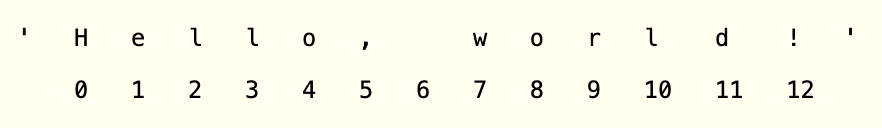 ' H e l l o ,   w o r l d ! '
0 1 2 3 4 5 6 7 8 9 10 11 12